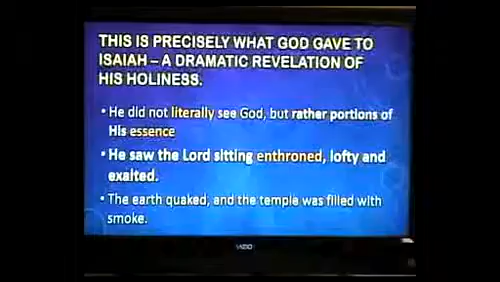 THIS IS PRECISELY WHAT GOD GAVE TO
ISAIAH – A DRAMATIC REVELATION OF
HIS HOLINESS.
• He did not literally see God, but rather portions of
His essence
• He saw the Lord sitting enthroned, lofty and
exalted.
• The earth quaked, and the temple was filled with
smoke.
VIZIO